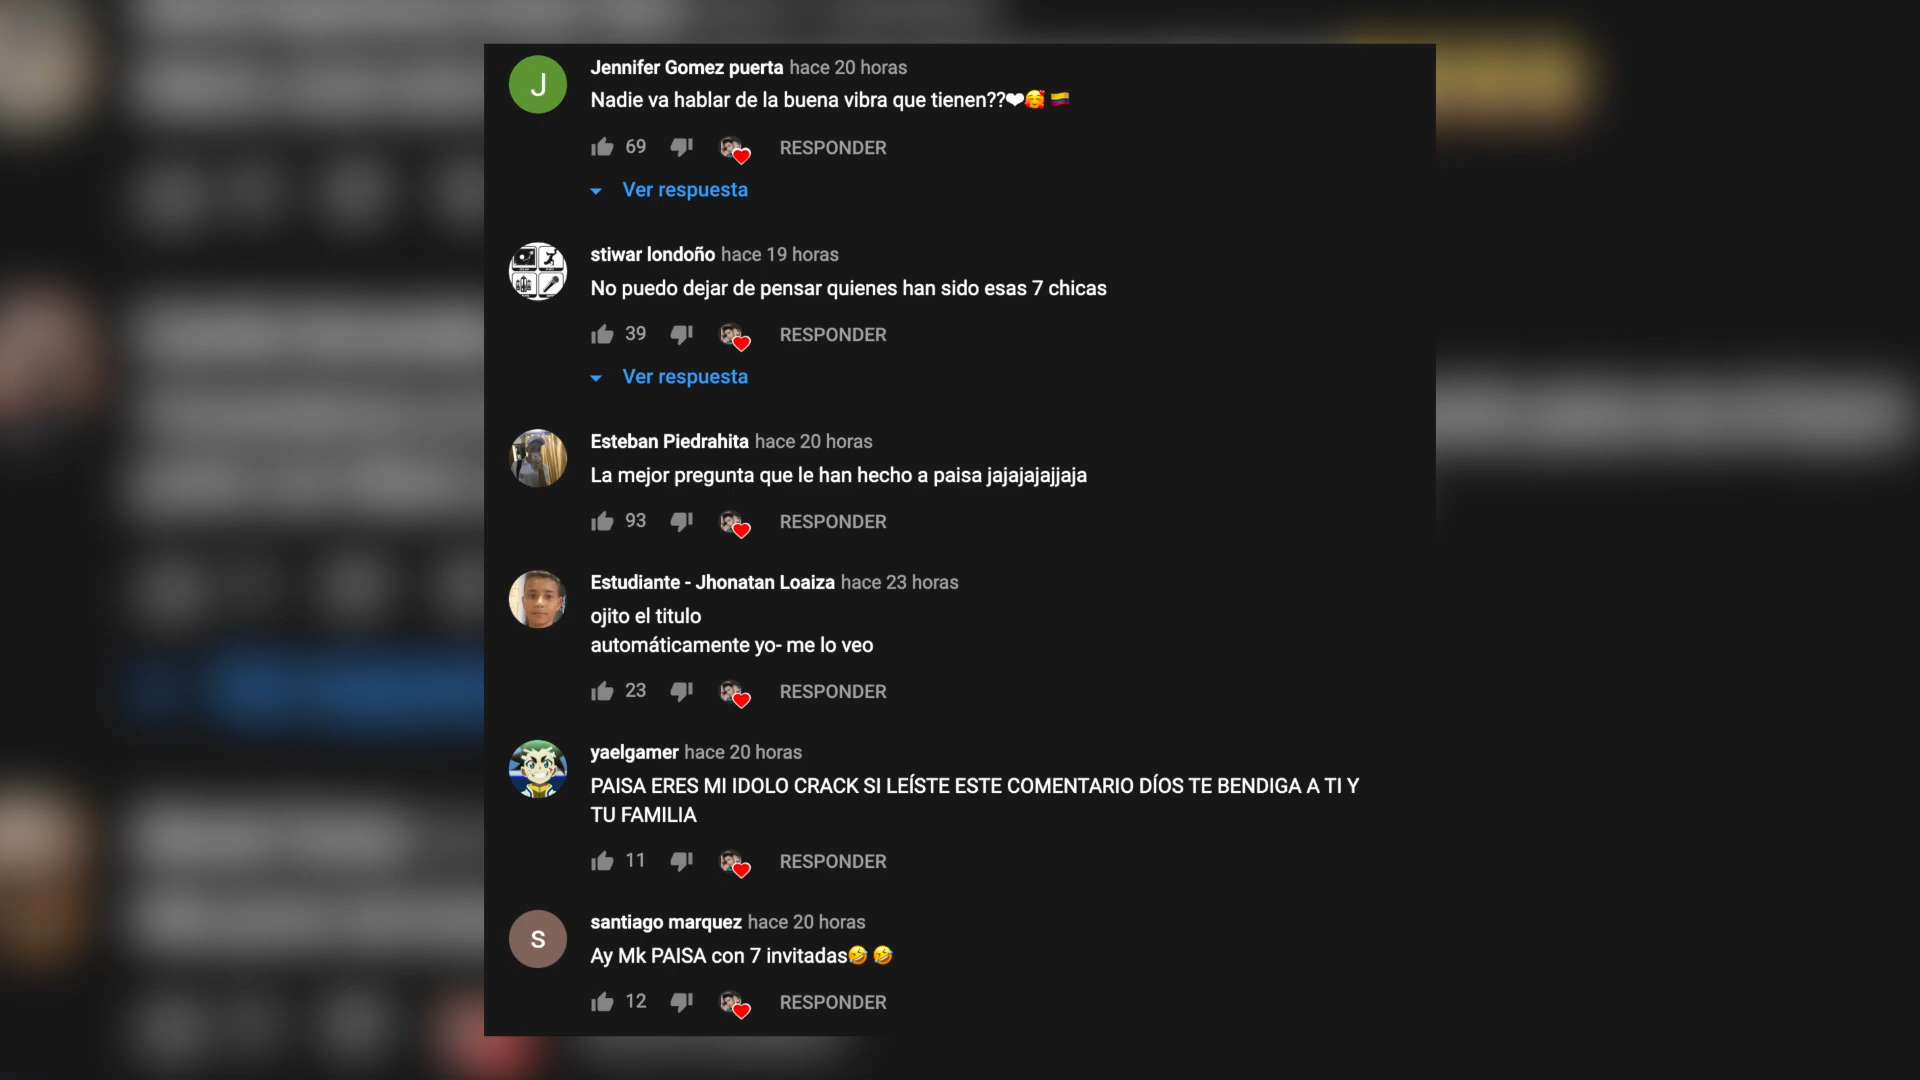 J
Jennifer Gomez puerta hace 20 horas
Nadie va hablar de la buena vibra que tienen??❤🥰 🇨🇴
69 RESPONDER
Ver respuesta
stiwar londoño hace 19 horas
No puedo dejar de pensar quienes han sido esas 7 chicas
39 RESPONDER
Ver respuesta
Esteban Piedrahita hace 20 horas
La mejor pregunta que le han hecho a paisa jajajajajjaja
93 RESPONDER
Estudiante - Jhonatan Loaiza hace 23 horas
ojito el titulo
automáticamente yo- me lo veo
23 RESPONDER
yaelgamer hace 20 horas
PAISA ERES MI IDOLO CRACK SI LEÍSTE ESTE COMENTARIO DÍOS TE BENDIGA A TI Y
TU FAMILIA
11 RESPONDER
S
santiago marquez hace 20 horas
Ay Mk PAISA con 7 invitadas🤣 🤣
12 RESPONDER